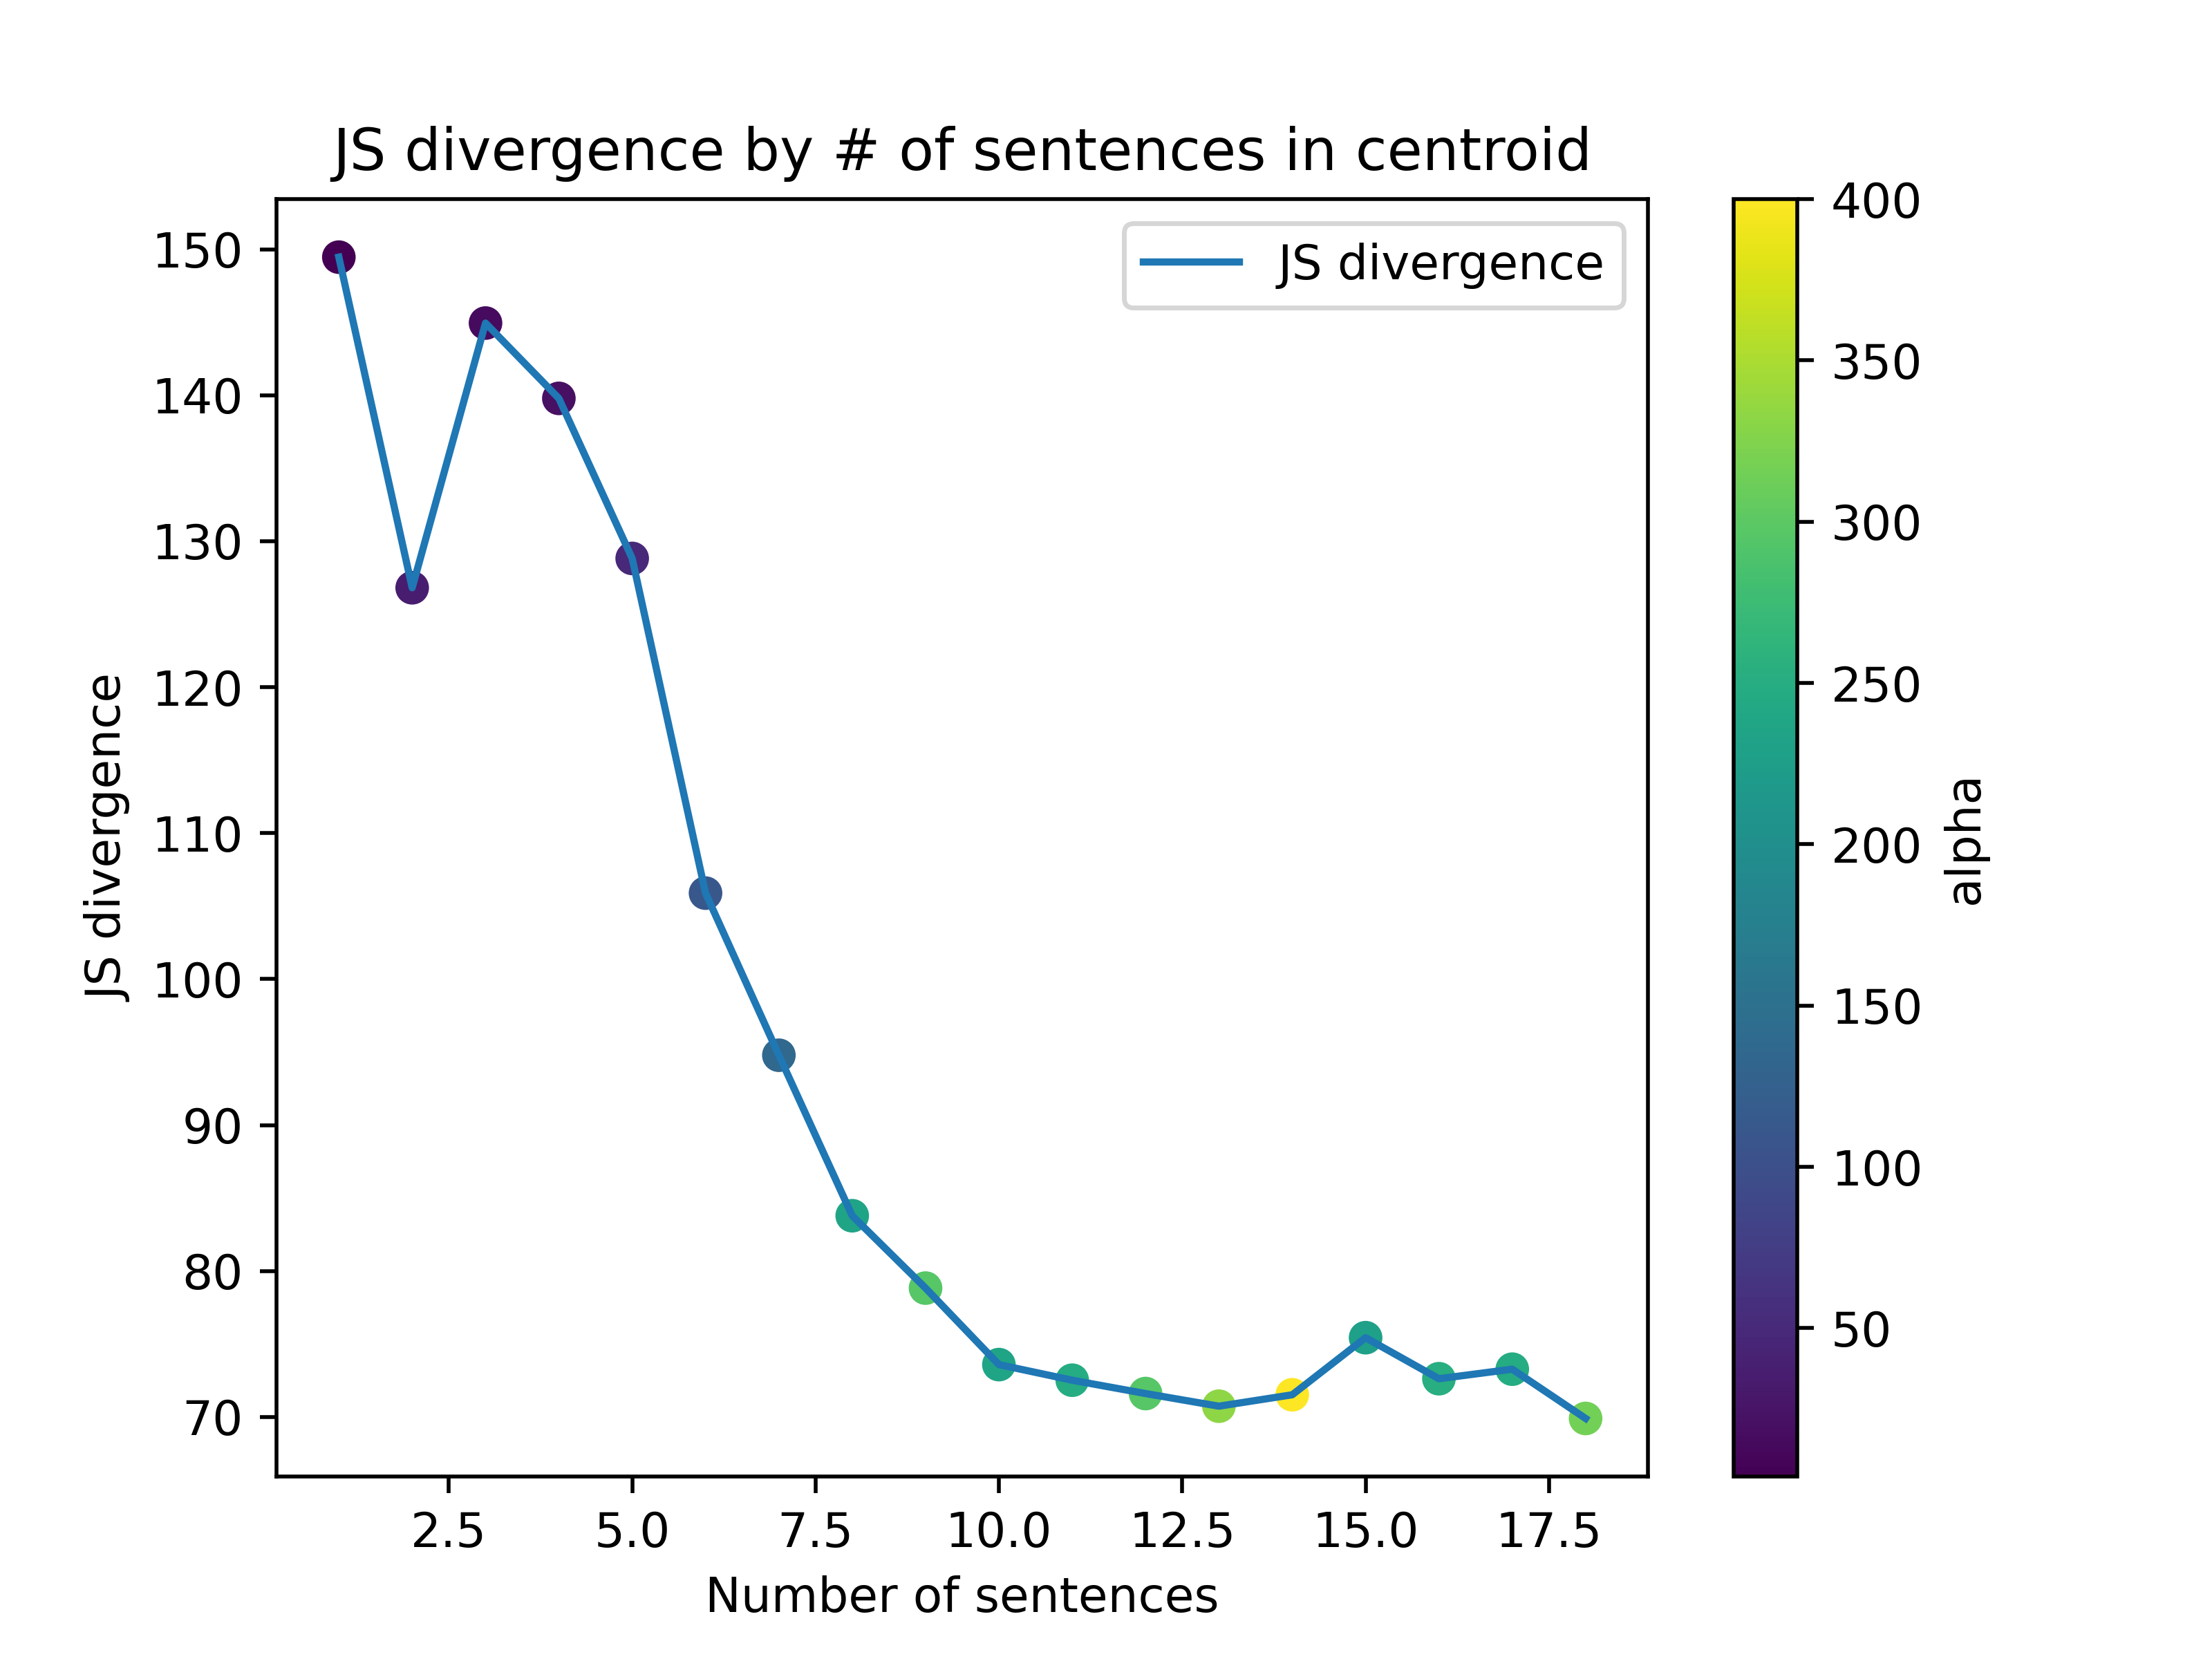 JS divergence by # of sentences in centroid
JS divergence
150
140
130
120
110
100
90
80
70
JS divergence
2.5 5.0 7.5 10.0 12.5 15.0 17.5
Number of sentences
400
350
300
250
200
150
100
50
alpha